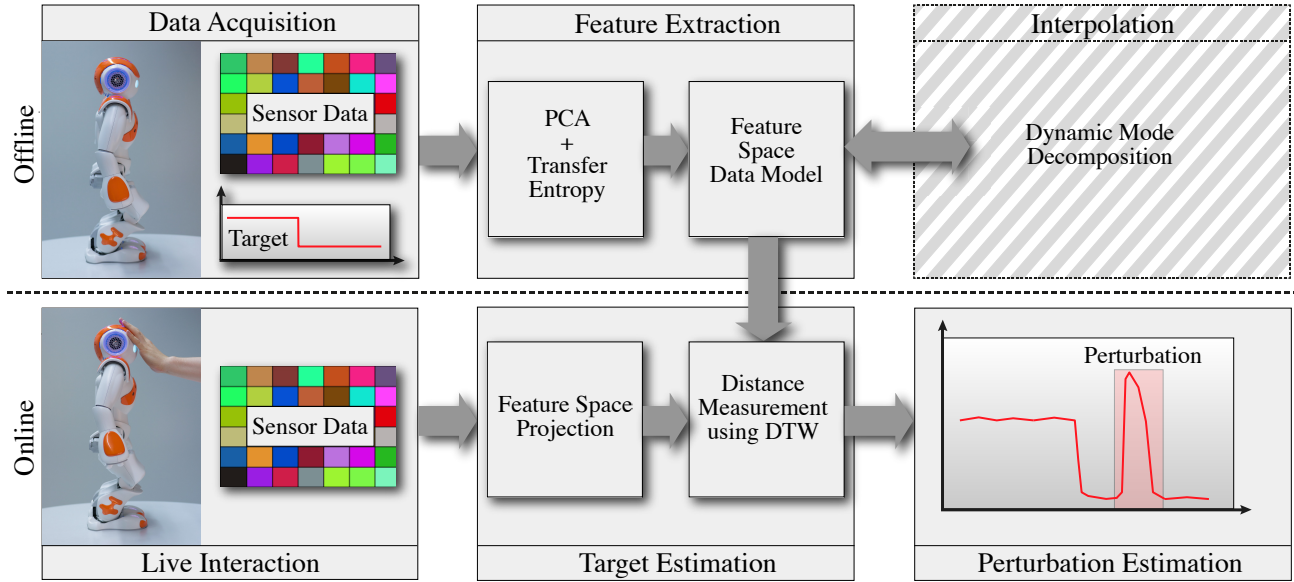 Data Acquisition
Feature Extraction
Interpolation
Offline
Sensor Data
Target
PCA
+
Transfer
Entropy
Feature
Space
Data Model
Dynamic Mode
Decomposition
Online
Sensor Data
Feature Space
Projection
Distance
Measurement
using DTW
Perturbation
Live Interaction
Target Estimation
Perturbation Estimation